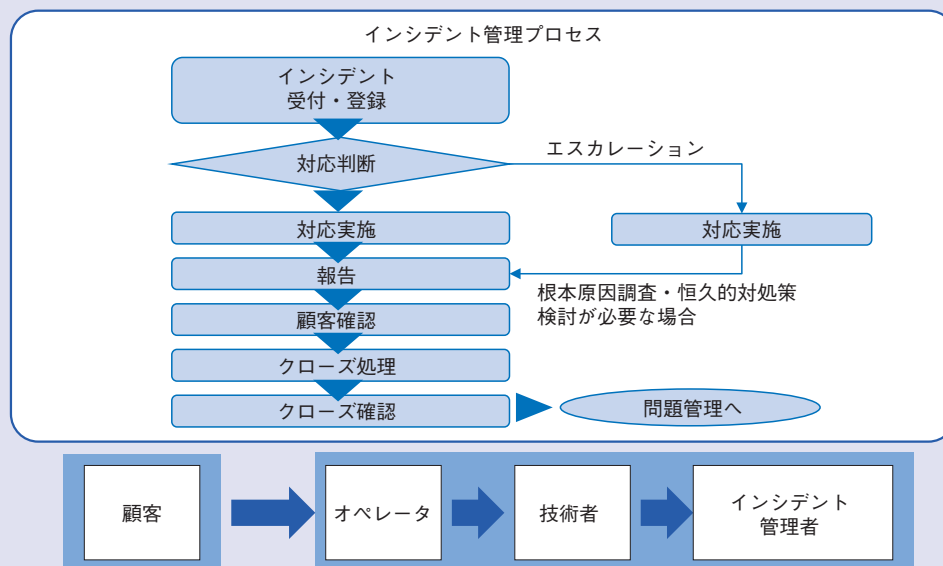 インシデント管理プロセス
インシデント
受付・登録
対応判断
エスカレーション
対応実施
対応実施
報告
根本原因調査・恒久的対処策
検討が必要な場合
顧客確認
クローズ処理
クローズ確認
問題管理へ
顧客
オペレータ
技術者
インシデント
管理者